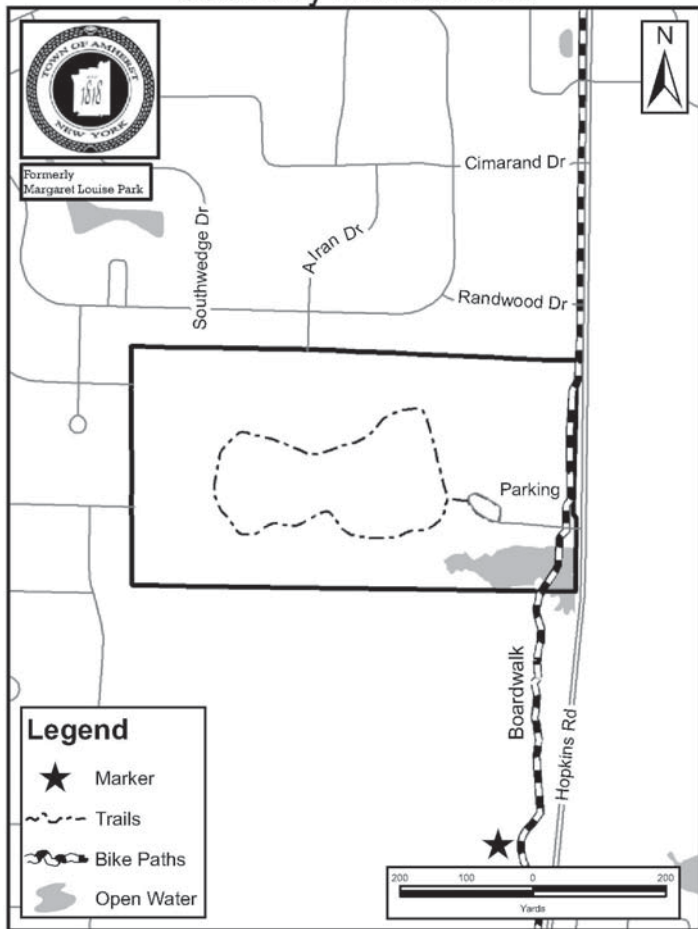 TOWN OF AMHERST
1818
NEW YORK
N
Formerly
Margaret Louise Park
Cimarand Dr
Southwedge Dr
A Iran Dr
Randwood Dr
Parking
Boardwalk
Hopkins Rd
Legend
Marker
Trails
Bike Paths
Open Water
200 100 0 200
Yards